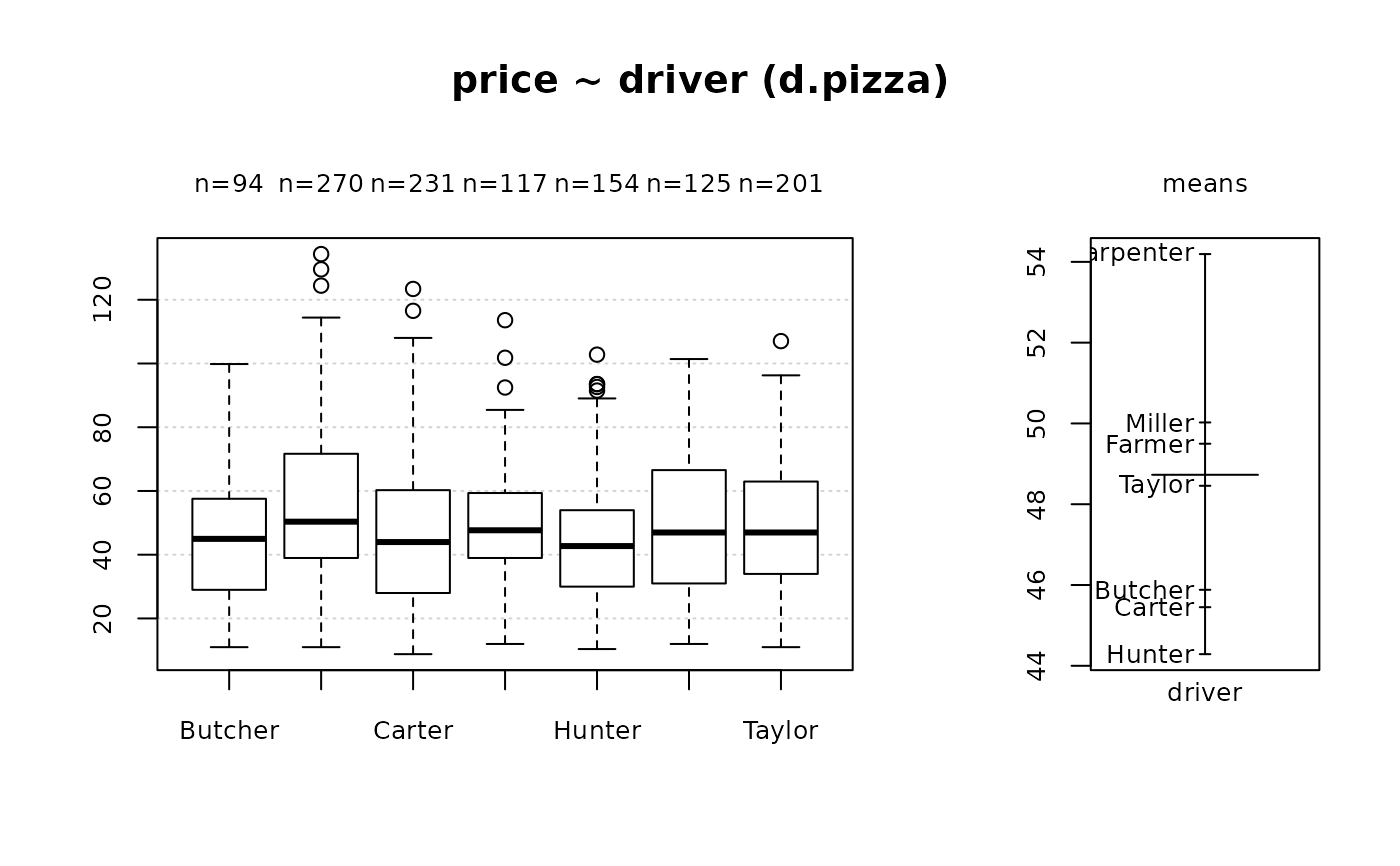 price ~ driver (d.pizza)
n=94 n=270 n=231 n=117 n=154 n=125 n=201
120
80
60
40
20
Butcher Carter Hunter Taylor
means
54
52
50
48
46
44
arpenter
Miller
Farmer
Taylor
Butcher
Carter
Hunter
driver